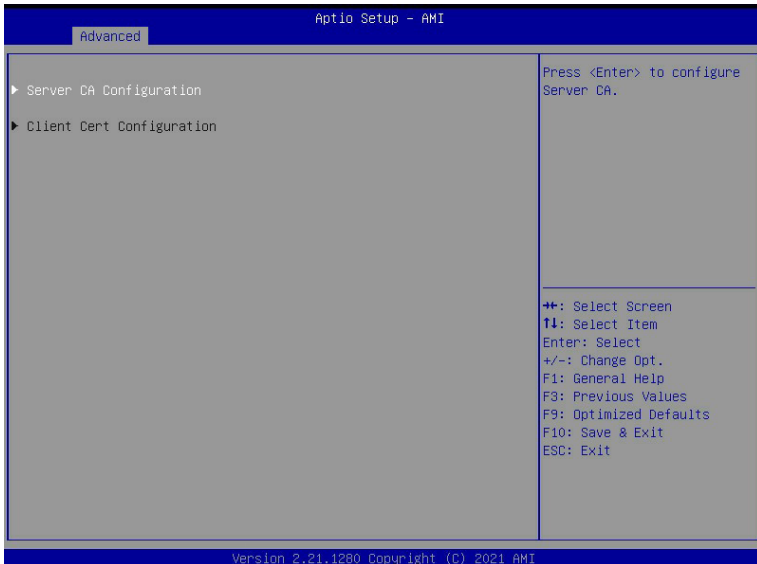 Aptio Setup – AMI
Advanced
▶ Server CA Configuration
▶ Client Cert Configuration
Press <Enter> to configure
Server CA.
→←: Select Screen
↑↓: Select Item
Enter: Select
+/-: Change Opt.
F1: General Help
F3: Previous Values
F9: Optimized Defaults
F10: Save & Exit
ESC: Exit
Version 2.21.1280 Copyright (C) 2021 AMI